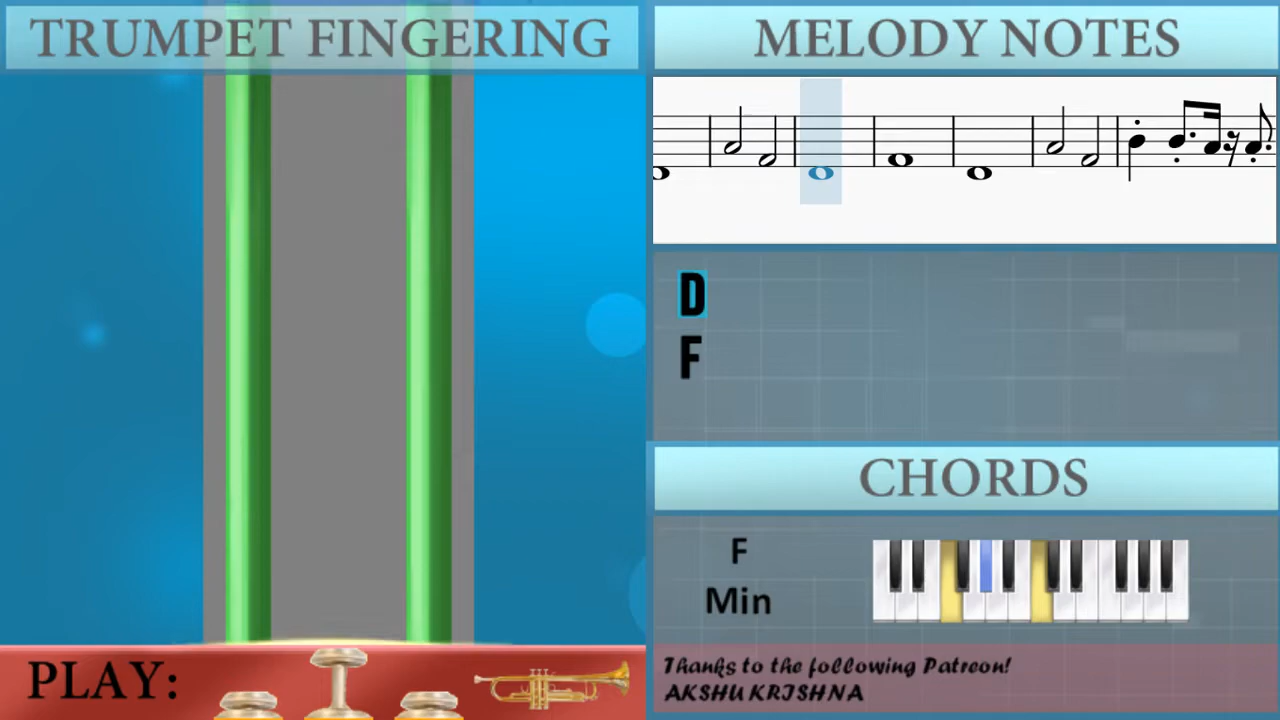 TRUMPET FINGERING
MELODY NOTES
D
F
CHORDS
F
Min
PLAY:
Thanks to the following Patreon!
AKSHU KRISHNA